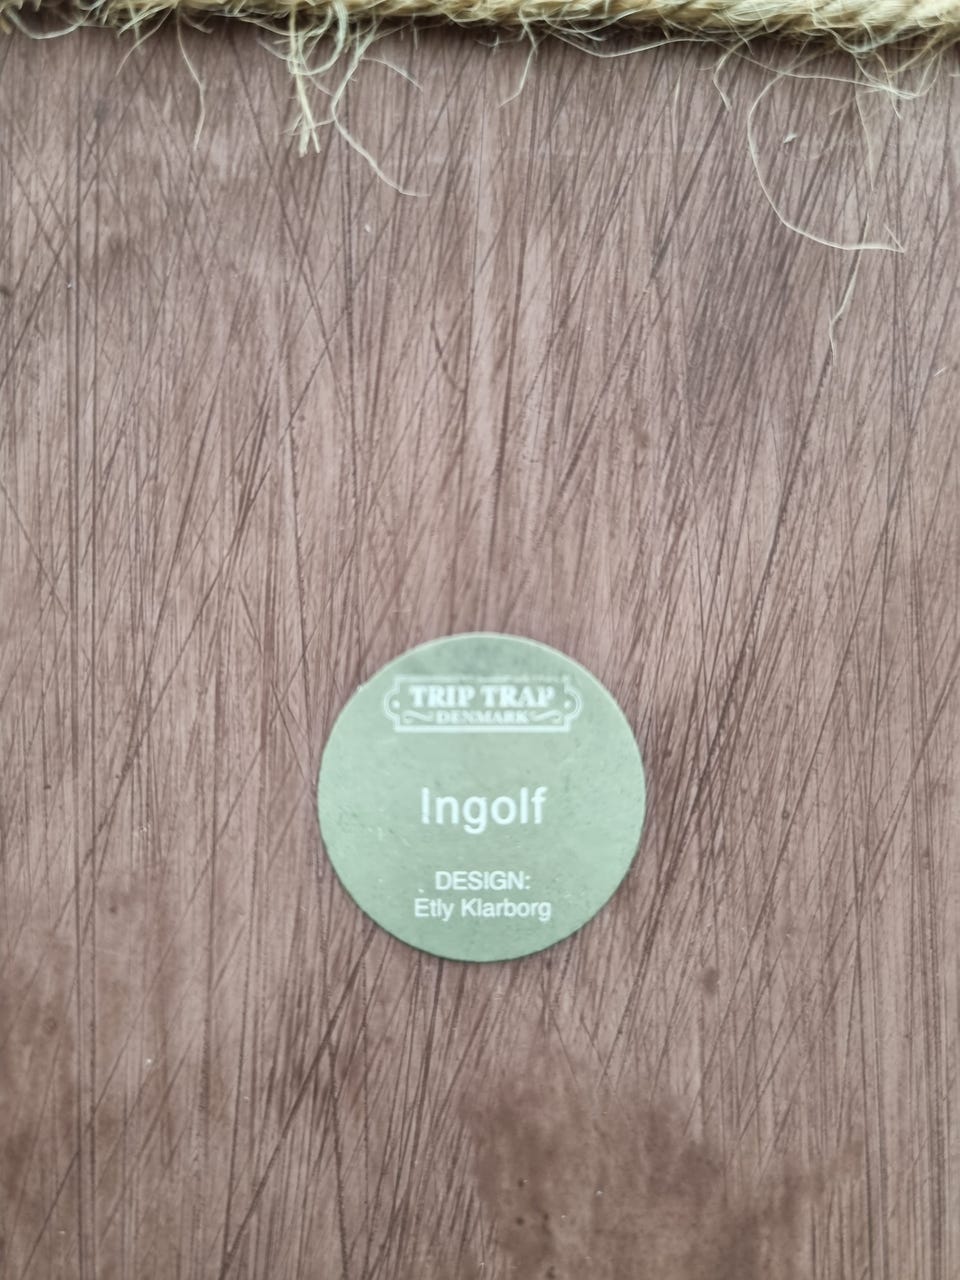 TRIP TRAP
DENMARK
Ingolf
DESIGN:
Etly Klarborg